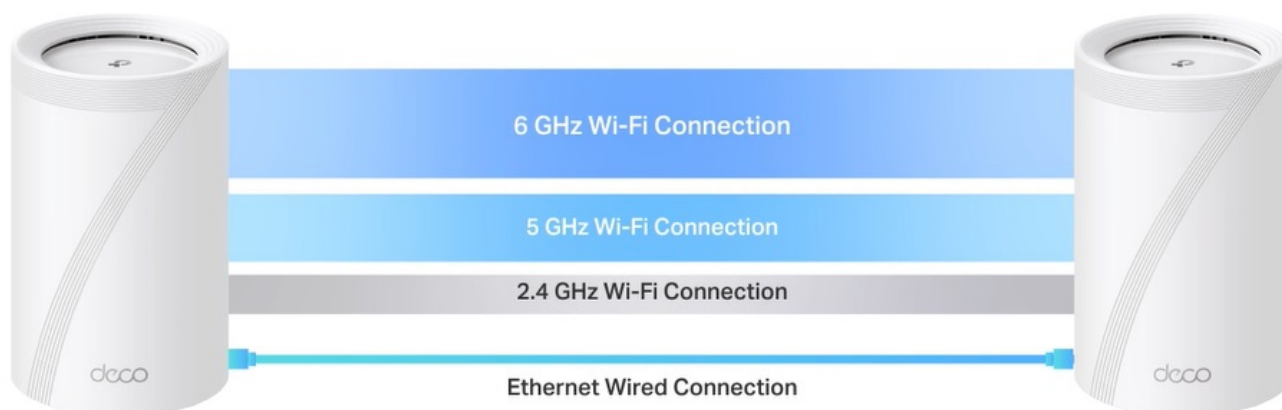 6 GHz Wi-Fi Connection
5 GHz Wi-Fi Connection
2.4 GHz Wi-Fi Connection
Ethernet Wired Connection
deco
deco